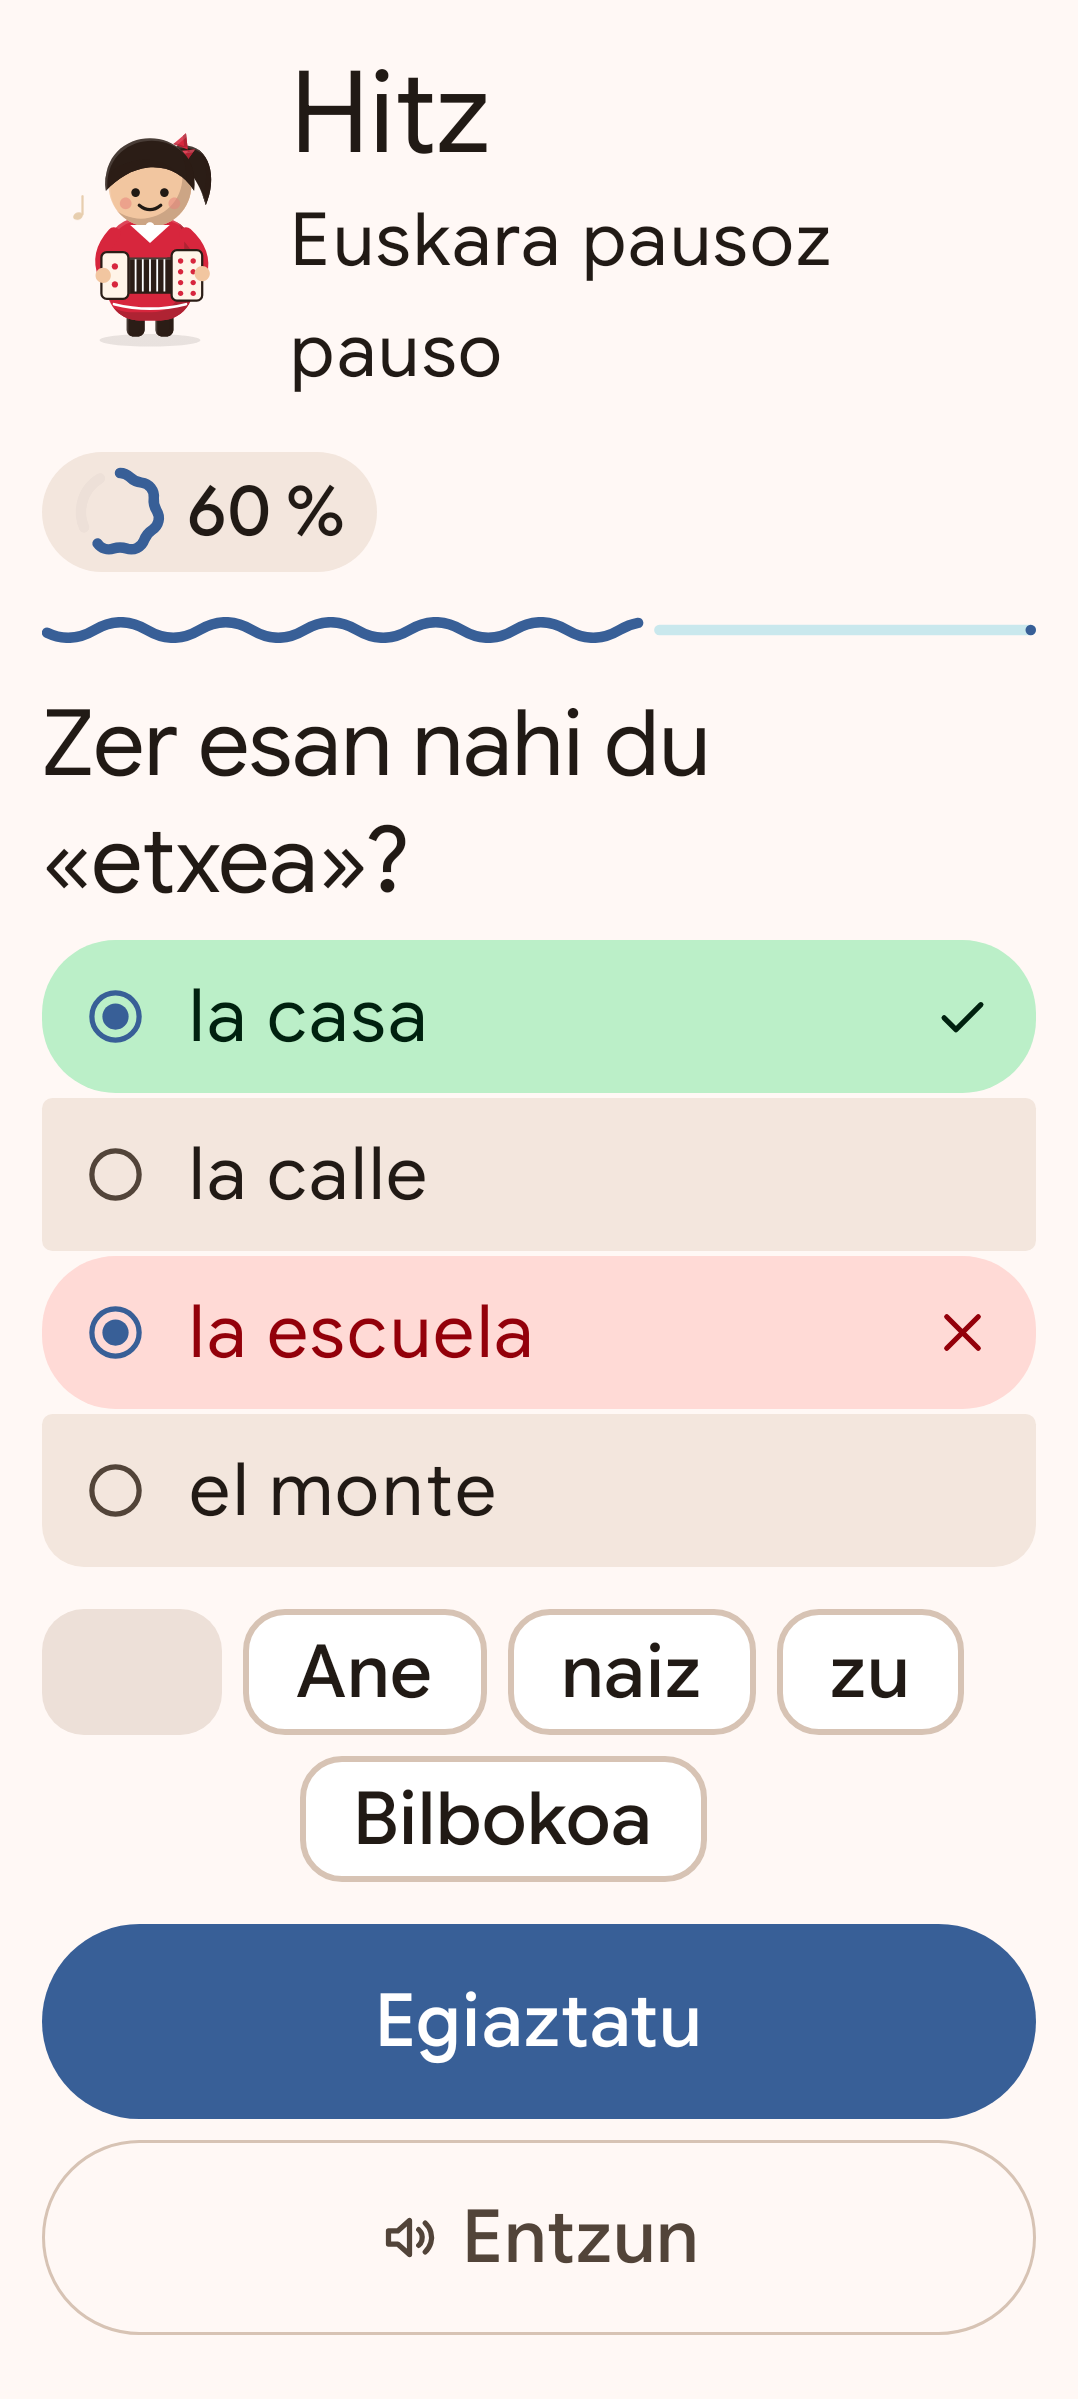 Hitz
Euskara pausoz
pauso
60 %
Zer esan nahi du
«etxea»?
la casa
la calle
la escuela
el monte
Ane naiz zu
Bilbokoa
Egiaztatu
Entzun